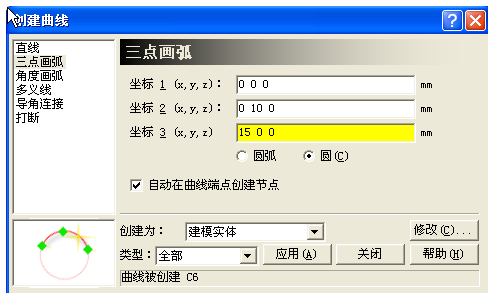 创建曲线
直线
三点画弧
角度画弧
多义线
导角连接
打断
三点画弧
坐标 1 (x,y,z): 0 0 0 mm
坐标 2 (x,y,z): 0 10 0 mm
坐标 3 (x,y,z) 15 0 0 mm
圆弧 圆(C)
自动在曲线端点创建节点
创建为: 建模实体 修改(C)...
类型: 全部 应用(A) 关闭 帮助(H)
曲线被创建 C6